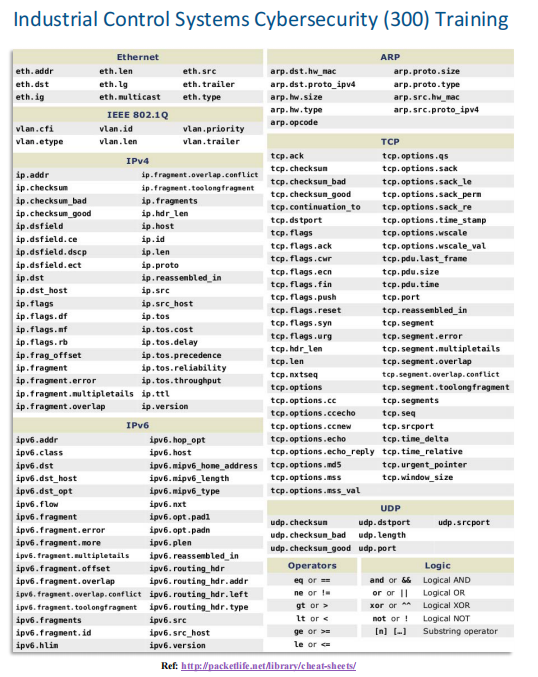 Industrial Control Systems Cybersecurity (300) Training
Ethernet
eth.addr eth.len eth.src
eth.dst eth.lg eth.trailer
eth.ig eth.multicast eth.type
IEEE 802.1Q
vlan.cfi vlan.id vlan.priority
vlan.etype vlan.len vlan.trailer
IPv4
ip.addr ip.fragment.overlap.conflict
ip.checksum ip.fragment.toolongfragment
ip.checksum_bad ip.fragments
ip.checksum_good ip.hdr_len
ip.dsfield ip.host
ip.dsfield.ce ip.id
ip.dsfield.dscp ip.len
ip.dsfield.ect ip.proto
ip.dst ip.reassembled_in
ip.dst_host ip.src
ip.flags ip.src_host
ip.flags.df ip.tos
ip.flags.mf ip.tos.cost
ip.flags.rb ip.tos.delay
ip.frag_offset ip.tos.precedence
ip.fragment ip.tos.reliability
ip.fragment.error ip.tos.throughput
ip.fragment.multipletails ip.ttl
ip.fragment.overlap ip.version
IPv6
ipv6.addr ipv6.hop_opt
ipv6.class ipv6.host
ipv6.dst ipv6.mipv6_home_address
ipv6.dst_host ipv6.mipv6_length
ipv6.dst_opt ipv6.mipv6_type
ipv6.flow ipv6.nxt
ipv6.fragment ipv6.opt.pad1
ipv6.fragment.error ipv6.opt.padn
ipv6.fragment.more ipv6.plen
ipv6.fragment.multipletails ipv6.reassembled_in
ipv6.fragment.offset ipv6.routing_hdr
ipv6.fragment.overlap ipv6.routing_hdr.addr
ipv6.fragment.overlap.conflict ipv6.routing_hdr.left
ipv6.fragment.toolongfragment ipv6.routing_hdr.type
ipv6.fragments ipv6.src
ipv6.fragment.id ipv6.src_host
ipv6.hlim ipv6.version
ARP
arp.dst.hw_mac arp.proto.size
arp.dst.proto_ipv4 arp.proto.type
arp.hw.size arp.src.hw_mac
arp.hw.type arp.src.proto_ipv4
arp.opcode
TCP
tcp.ack tcp.options.qs
tcp.checksum tcp.options.sack
tcp.checksum_bad tcp.options.sack_le
tcp.checksum_good tcp.options.sack_perm
tcp.continuation_to tcp.options.sack_re
tcp.dstport tcp.options.time_stamp
tcp.flags tcp.options.wscale
tcp.flags.ack tcp.options.wscale_val
tcp.flags.cwr tcp.pdu.last_frame
tcp.flags.ecn tcp.pdu.size
tcp.flags.fin tcp.pdu.time
tcp.flags.push tcp.port
tcp.flags.reset tcp.reassembled_in
tcp.flags.syn tcp.segment
tcp.flags.urg tcp.segment.error
tcp.hdr_len tcp.segment.multipletails
tcp.len tcp.segment.overlap
tcp.nxtseq tcp.segment.overlap.conflict
tcp.options tcp.segment.toolongfragment
tcp.options.cc tcp.segments
tcp.options.ccecho tcp.seq
tcp.options.ccnew tcp.srcport
tcp.options.echo tcp.time_delta
tcp.options.echo_reply tcp.time_relative
tcp.options.md5 tcp.urgent_pointer
tcp.options.mss tcp.window_size
tcp.options.mss_val
UDP
udp.checksum udp.dstport udp.srcport
udp.checksum_bad udp.length
udp.checksum_good udp.port
Operators
eq or ==
ne or !=
gt or >
lt or <
ge or >=
le or <=
Logic
and or && Logical AND
or or || Logical OR
xor or ^^ Logical XOR
not or ! Logical NOT
[n] […] Substring operator
Ref: http://packetlife.net/library/cheat-sheets/